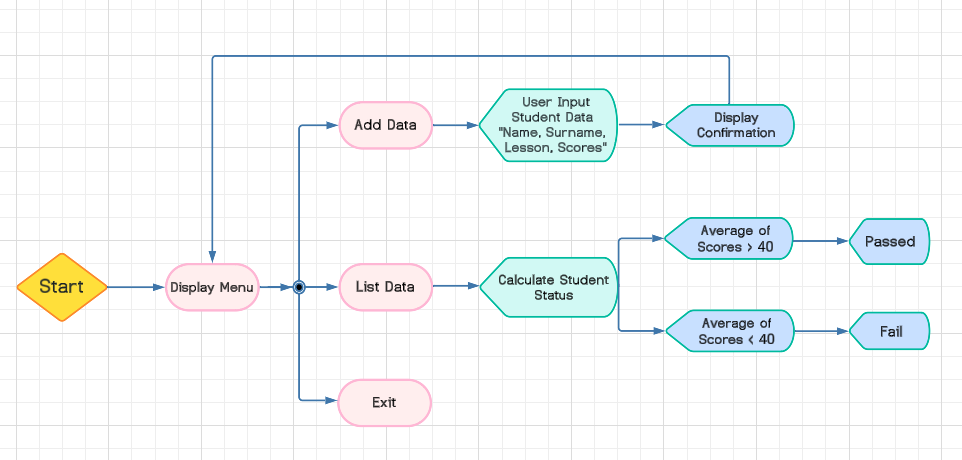 Start
Display Menu
Add Data
User Input
Student Data
"Name, Surname,
Lesson, Scores"
Display
Confirmation
List Data
Calculate Student
Status
Average of
Scores > 40
Passed
Average of
Scores < 40
Fail
Exit